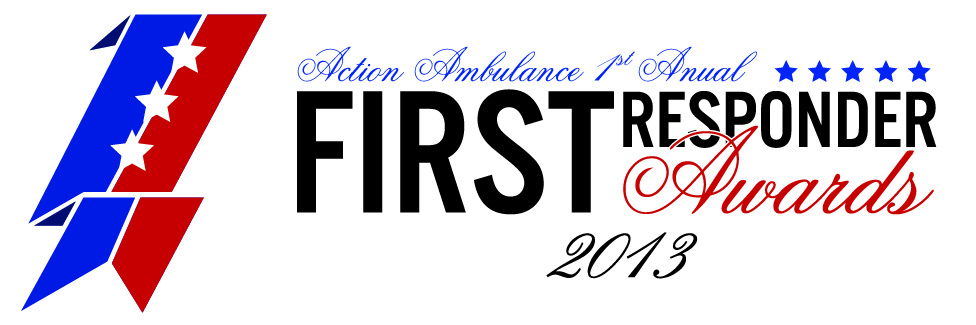 Action Ambulance 1st Anual
FIRST RESPONDER
Awards
2013